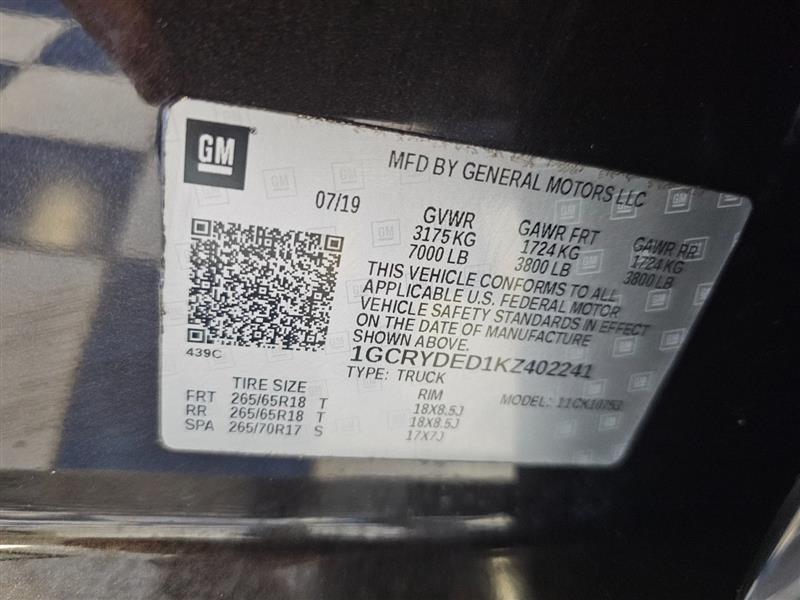 GM
MFD BY GENERAL MOTORS LLC
07/19
GVWR
3175 KG
7000 LB
GAWR FRT
1724 KG
3800 LB
GAWR RR
1724 KG
3800 LB
THIS VEHICLE CONFORMS TO ALL
APPLICABLE U.S. FEDERAL MOTOR
VEHICLE SAFETY STANDARDS IN EFFECT
ON THE DATE OF MANUFACTURE
SHOWN ABOVE.
439C
1GCRYDED1KZ402241
TYPE: TRUCK
MODEL: 11CK10753
TIRE SIZE RIM
FRT 265/65R18 T 18X8.5J
RR 265/65R18 T 18X8.5J
SPA 265/70R17 S 17X7J